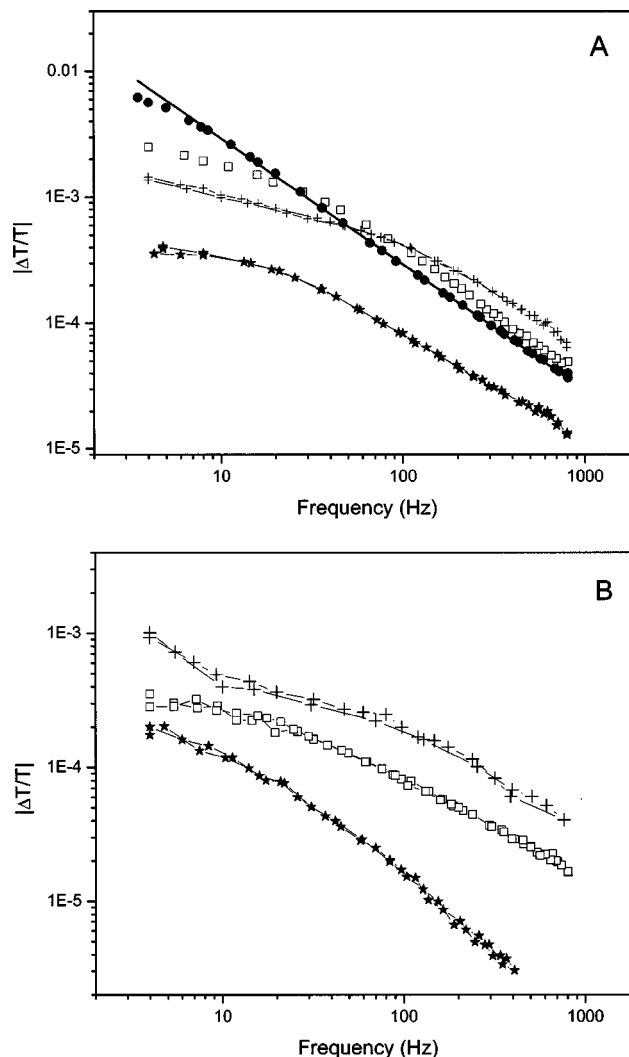 A
0.01
1E-3
1E-4
1E-5
|ΔT/T|
10
100
1000
Frequency (Hz)
B
1E-3
1E-4
1E-5
|ΔT/T|
10
100
1000
Frequency (Hz)